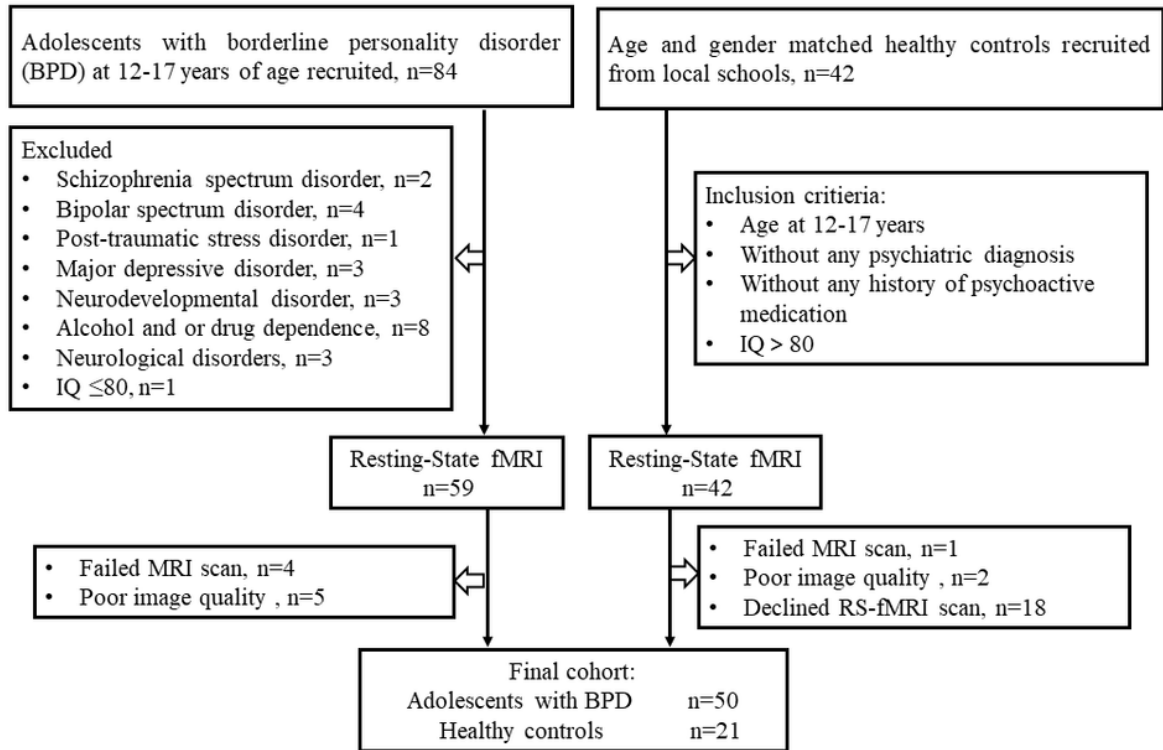 Adolescents with borderline personality disorder
(BPD) at 12-17 years of age recruited, n=84
Age and gender matched healthy controls recruited
from local schools, n=42
Excluded
• Schizophrenia spectrum disorder, n=2
• Bipolar spectrum disorder, n=4
• Post-traumatic stress disorder, n=1
• Major depressive disorder, n=3
• Neurodevelopmental disorder, n=3
• Alcohol and or drug dependence, n=8
• Neurological disorders, n=3
• IQ ≤80, n=1
Inclusion critieria:
• Age at 12-17 years
• Without any psychiatric diagnosis
• Without any history of psychoactive
medication
• IQ > 80
Resting-State fMRI
n=59
Resting-State fMRI
n=42
• Failed MRI scan, n=4
• Poor image quality , n=5
• Failed MRI scan, n=1
• Poor image quality , n=2
• Declined RS-fMRI scan, n=18
Final cohort:
Adolescents with BPD n=50
Healthy controls n=21